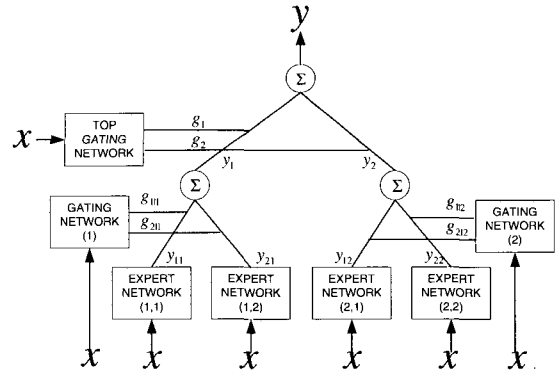 y
Σ
g1
x TOP
GATING
NETWORK
g2
y1 y2
Σ Σ
GATING
NETWORK
(1)
g1|1
g2|1
g1|2
g2|2
GATING
NETWORK
(2)
y11 y21 y12 y22
EXPERT
NETWORK
(1,1)
EXPERT
NETWORK
(1,2)
EXPERT
NETWORK
(2,1)
EXPERT
NETWORK
(2,2)
x x x x x x